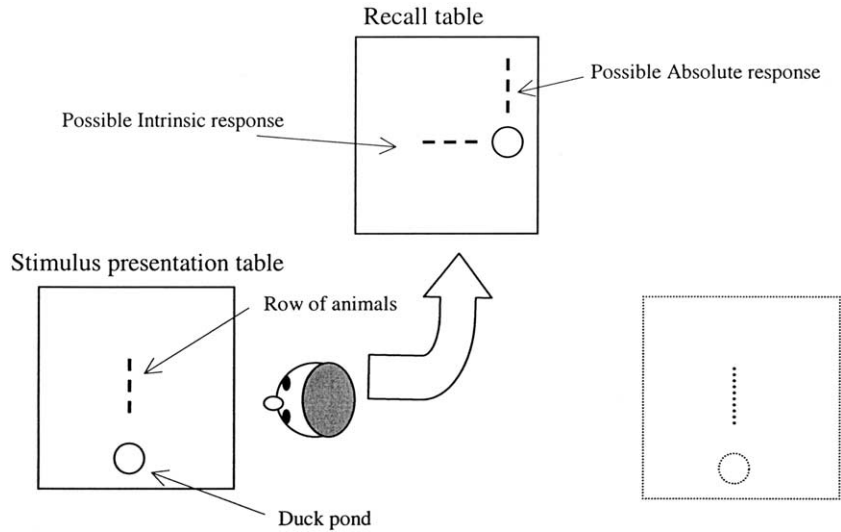 Recall table
Possible Absolute response
Possible Intrinsic response
Stimulus presentation table
Row of animals
Duck pond